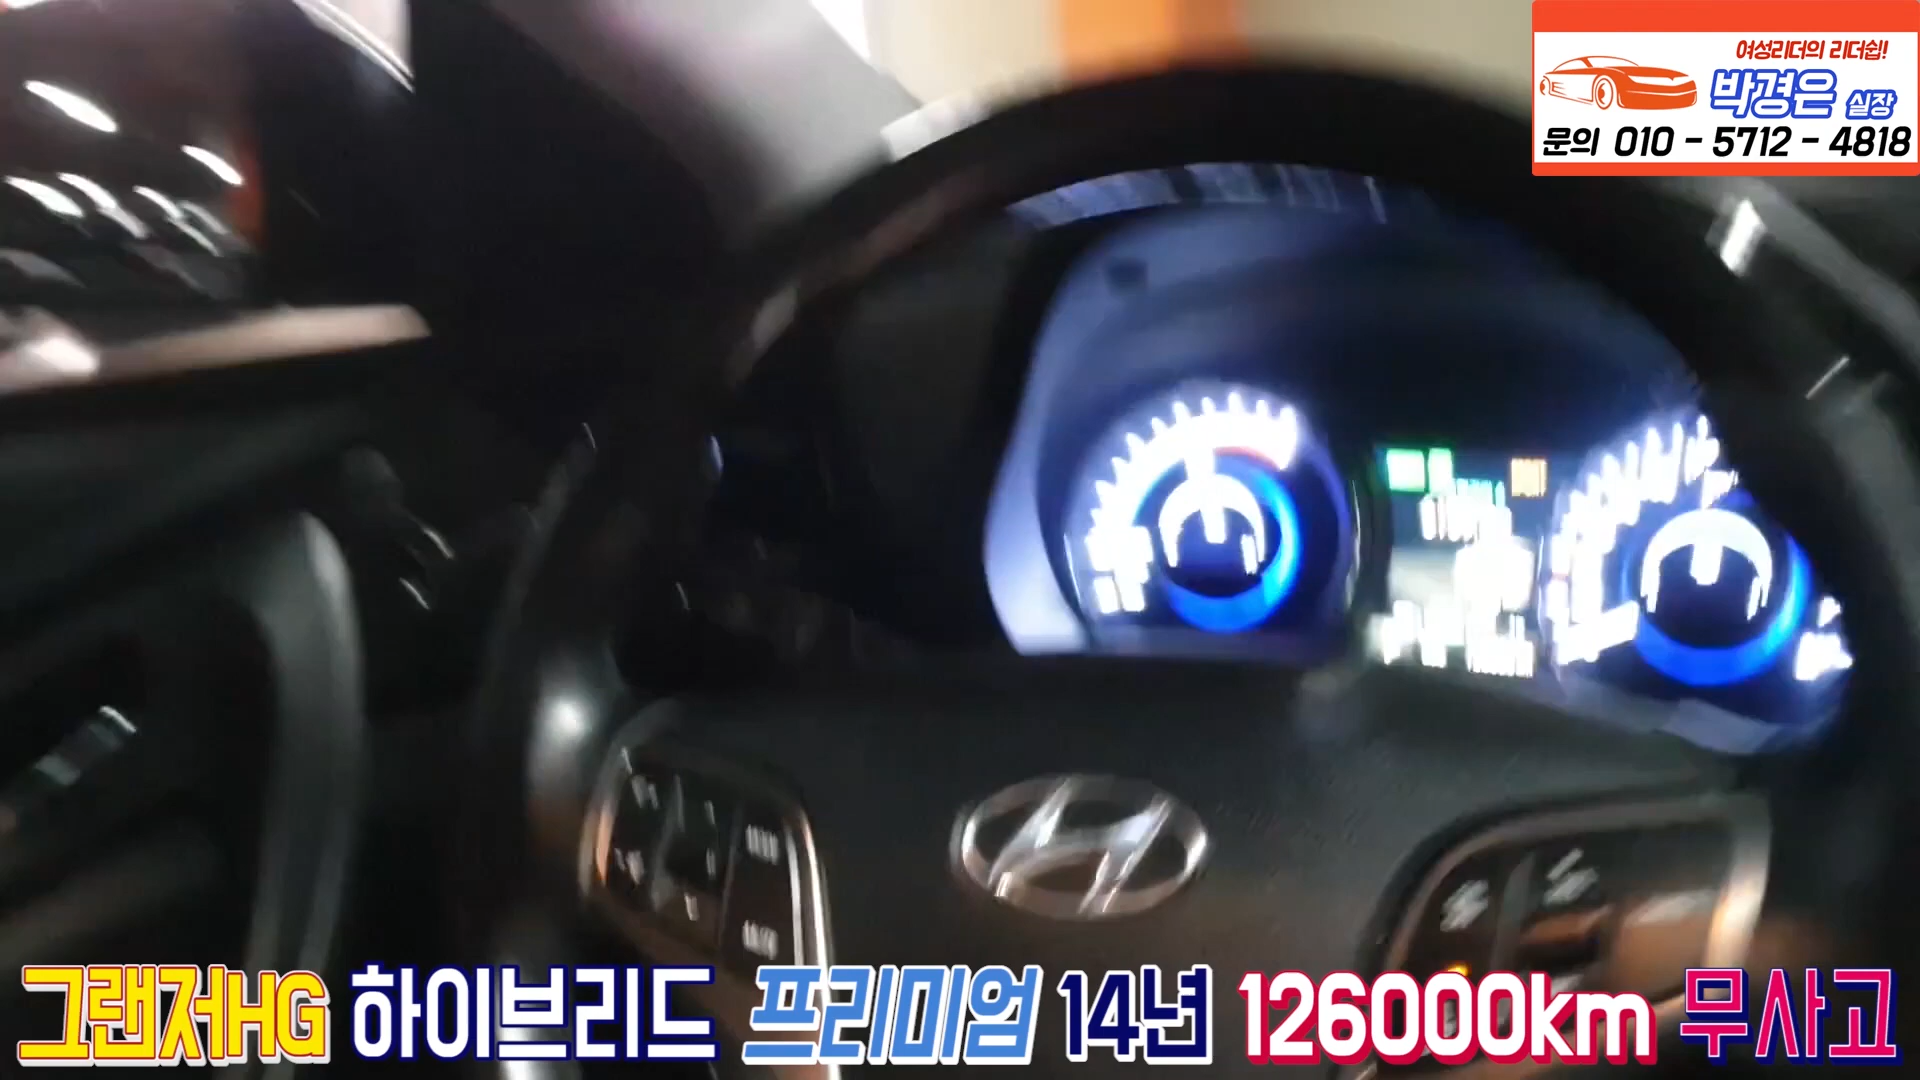 여성리더의 리더쉽!
박경은 실장
문의 010 - 5712 - 4818
그랜저HG 하이브리드 프리미엄 14년 126000km 무사고